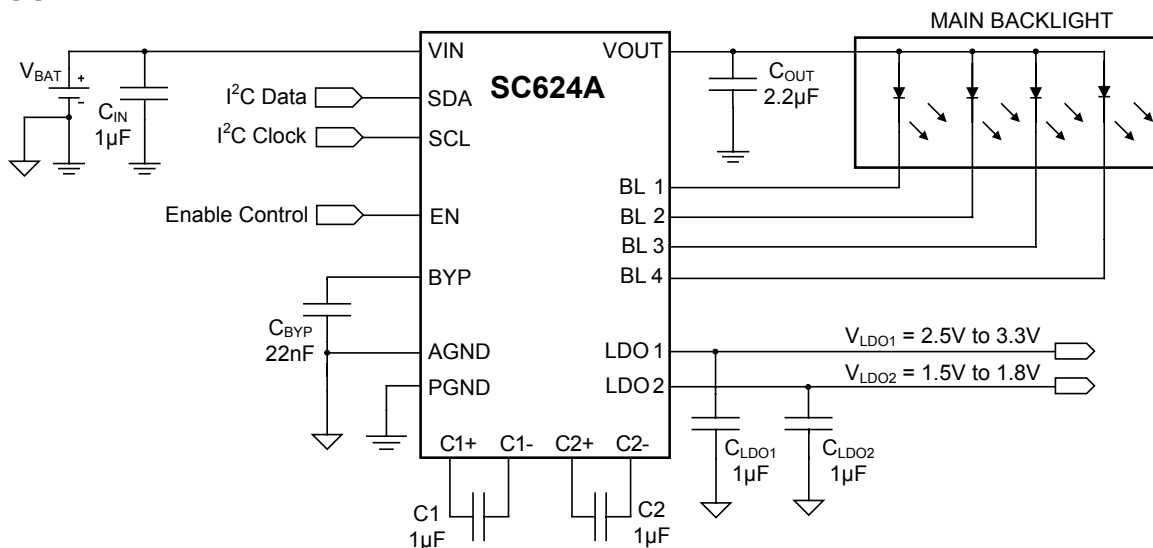 MAIN BACKLIGHT
VIN
VOUT
SC624A
VBAT
+
-
CIN
1µF
COUT
2.2µF
I²C Data
SDA
I²C Clock
SCL
BL 1
Enable Control
EN
BL 2
BL 3
BYP
BL 4
CBYP
22nF
AGND
LDO 1
VLDO1 = 2.5V to 3.3V
PGND
LDO 2
VLDO2 = 1.5V to 1.8V
C1+
C1-
C2+
C2-
CLDO1
1µF
CLDO2
1µF
C1
1µF
C2
1µF